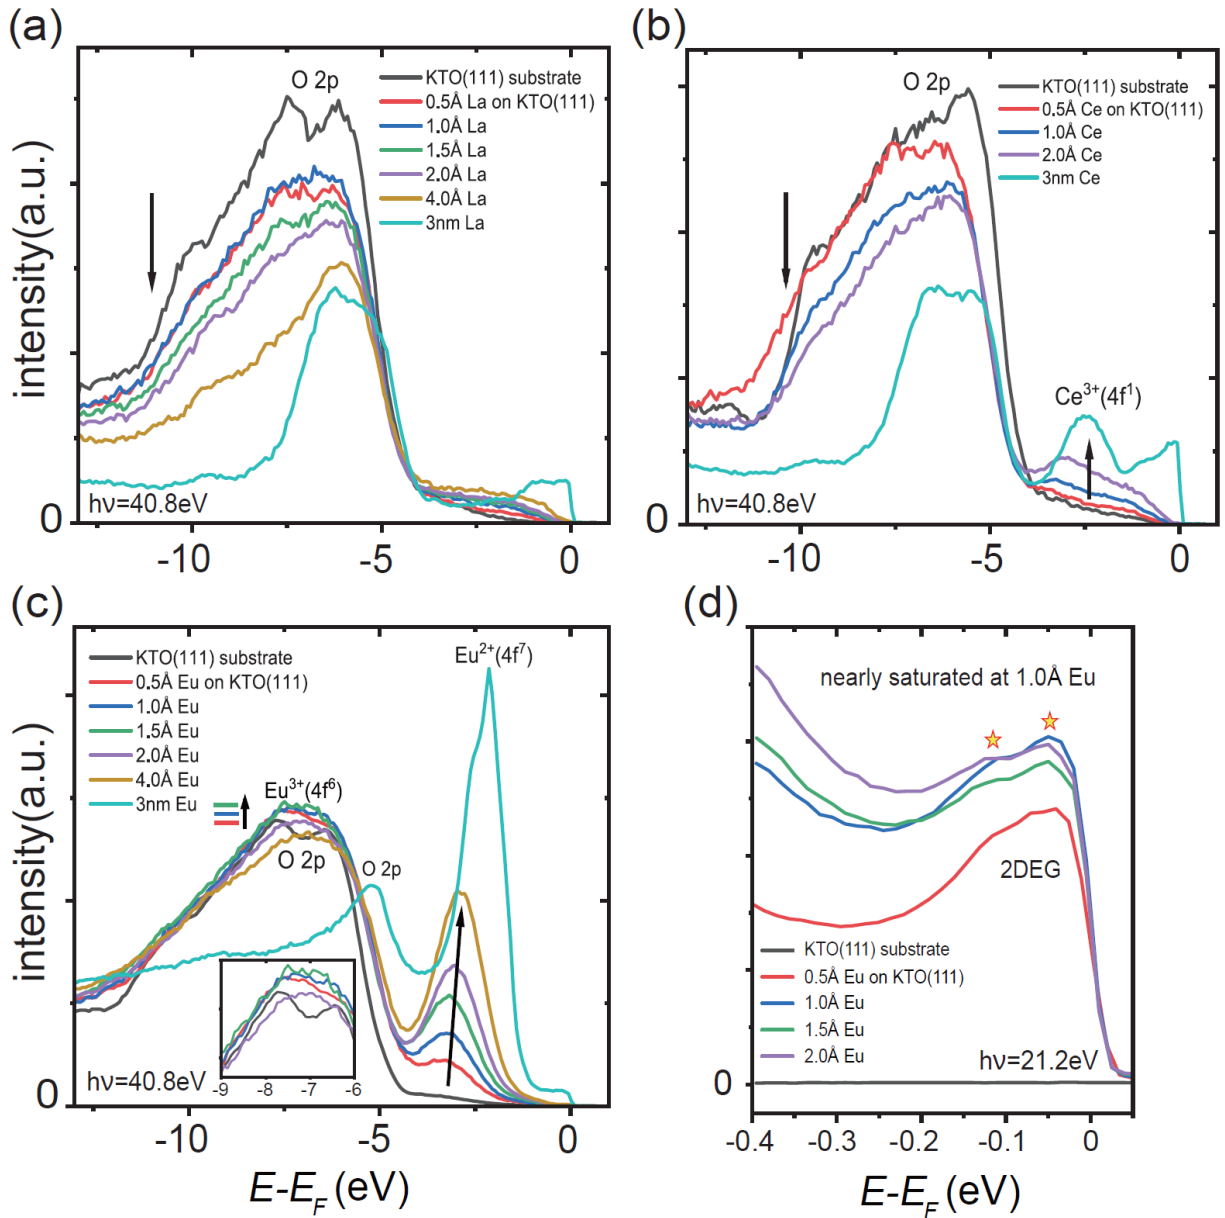 (a)
O 2p
KTO(111) substrate
0.5Å La on KTO(111)
1.0Å La
1.5Å La
2.0Å La
4.0Å La
3nm La
intensity(a.u.)
hν=40.8eV
0
-10
-5
0
(b)
O 2p
KTO(111) substrate
0.5Å Ce on KTO(111)
1.0Å Ce
2.0Å Ce
3nm Ce
Ce³⁺(4f¹)
hν=40.8eV
0
-10
-5
0
(c)
KTO(111) substrate
0.5Å Eu on KTO(111)
1.0Å Eu
1.5Å Eu
2.0Å Eu
4.0Å Eu
3nm Eu
Eu²⁺(4f⁷)
Eu³⁺(4f⁶)
O 2p
O 2p
intensity(a.u.)
hν=40.8eV
-9
-8
-7
-6
0
-10
-5
0
E-E_F (eV)
(d)
nearly saturated at 1.0Å Eu
2DEG
KTO(111) substrate
0.5Å Eu on KTO(111)
1.0Å Eu
1.5Å Eu
2.0Å Eu
hν=21.2eV
0
-0.4
-0.3
-0.2
-0.1
0
E-E_F (eV)